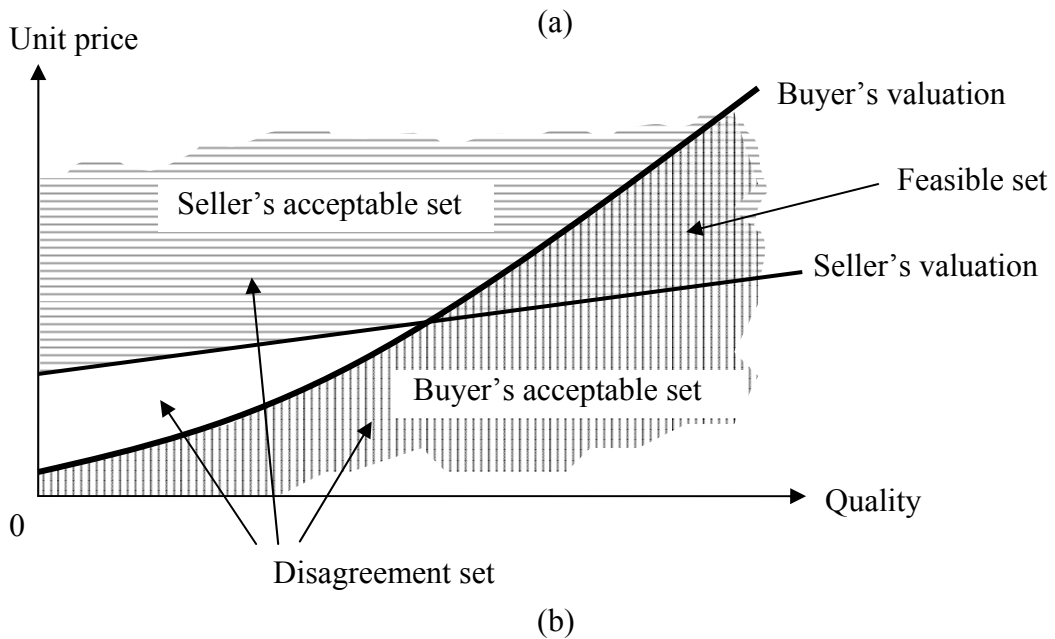 (a)
Unit price
Buyer’s valuation
Feasible set
Seller’s acceptable set
Seller’s valuation
Buyer’s acceptable set
Quality
0
Disagreement set
(b)